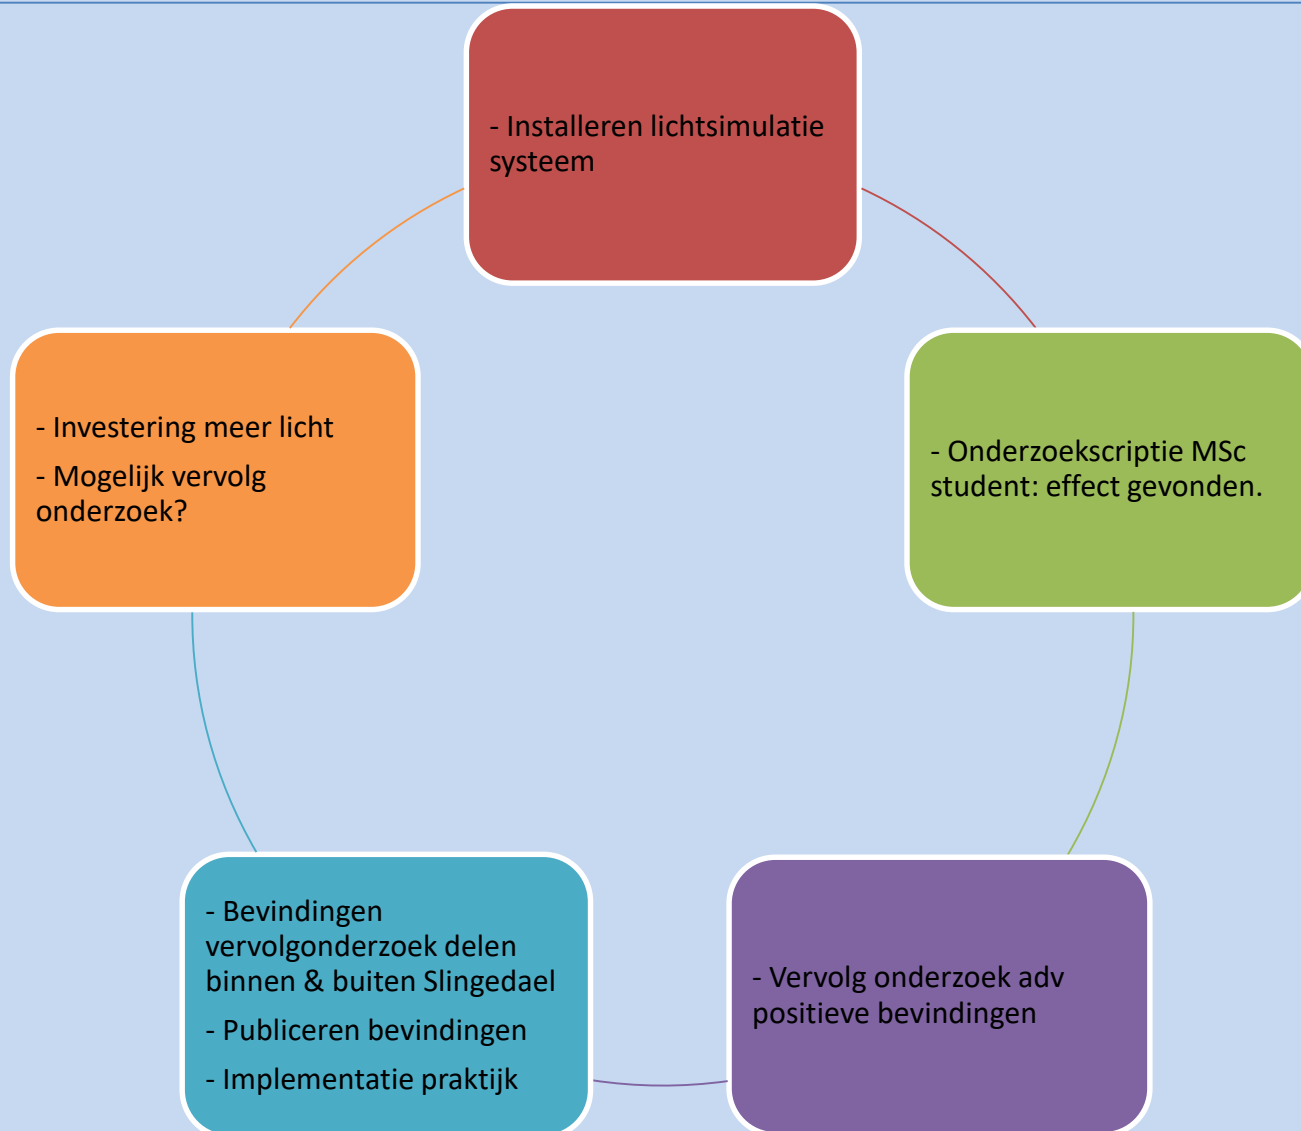 - Installeren lichtsimulatie
systeem
- Onderzoekscriptie MSc
student: effect gevonden.
- Vervolg onderzoek adv
positieve bevindingen
- Bevindingen
vervolgonderzoek delen
binnen & buiten Slingedael
- Publiceren bevindingen
- Implementatie praktijk
- Investering meer licht
- Mogelijk vervolg
onderzoek?